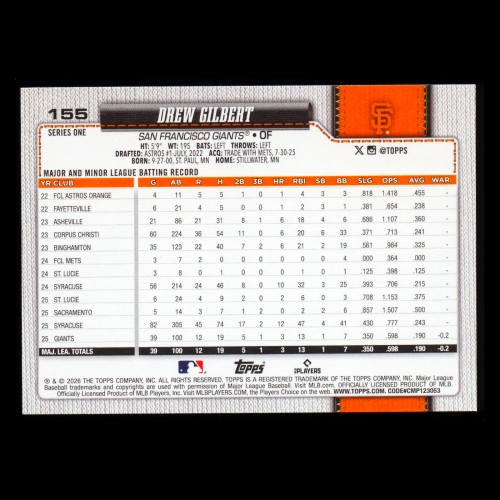 155
DREW GILBERT
SERIES ONE
SAN FRANCISCO GIANTS® • OF
SF
HT: 5'9" WT: 195 BATS: LEFT THROWS: LEFT
DRAFTED: ASTROS #1-JULY, 2022 ACQ: TRADE WITH METS, 7-30-25
BORN: 9-27-00, ST. PAUL, MN HOME: STILLWATER, MN
X @TOPPS
MAJOR AND MINOR LEAGUE BATTING RECORD
YR CLUB G AB R H 2B 3B HR RBI SB BB SLG OPS AVG WAR
22 FCL ASTROS ORANGE 4 11 5 5 1 0 1 4 3 3 .818 1.418 .455 -
22 FAYETTEVILLE 6 21 4 5 0 0 1 2 3 1 .381 .654 .238 -
23 ASHEVILLE 21 86 21 31 8 1 6 18 4 6 .686 1.107 .360 -
23 CORPUS CHRISTI 60 224 36 54 11 0 6 20 6 33 .371 .713 .241 -
23 BINGHAMTON 35 123 22 40 7 2 6 21 2 19 .561 .984 .325 -
24 FCL METS 3 8 0 0 0 0 0 0 0 4 .000 .364 .000 -
24 ST. LUCIE 3 8 0 1 0 0 0 0 1 3 .125 .398 .125 -
24 SYRACUSE 56 214 24 46 8 0 10 32 3 25 .393 .706 .215 -
25 ST. LUCIE 6 24 4 9 2 0 2 6 0 3 .708 1.153 .375 -
25 SACRAMENTO 5 14 3 7 2 0 1 3 0 6 .857 1.507 .500 -
25 SYRACUSE 82 305 45 74 17 2 12 47 4 41 .430 .777 .243 -
25 GIANTS 39 100 12 19 5 1 3 13 1 7 .350 .598 .190 -0.2
MAJ. LEA. TOTALS 39 100 12 19 5 1 3 13 1 7 .350 .598 .190 -0.2
Topps
PLAYERS
® & © 2026 THE TOPPS COMPANY, INC. ALL RIGHTS RESERVED. TOPPS IS A REGISTERED TRADEMARK OF THE TOPPS COMPANY, INC. Major League
Baseball trademarks and copyrights are used with permission of Major League Baseball. Visit MLB.com. OFFICIALLY LICENSED PRODUCT OF MLB PLAYERS, INC.
Officially Licensed Product of MLB Players, Inc. Visit MLBPLAYERS.COM, the Players Choice on the web. WWW.TOPPS.COM. CODE#CMP123053